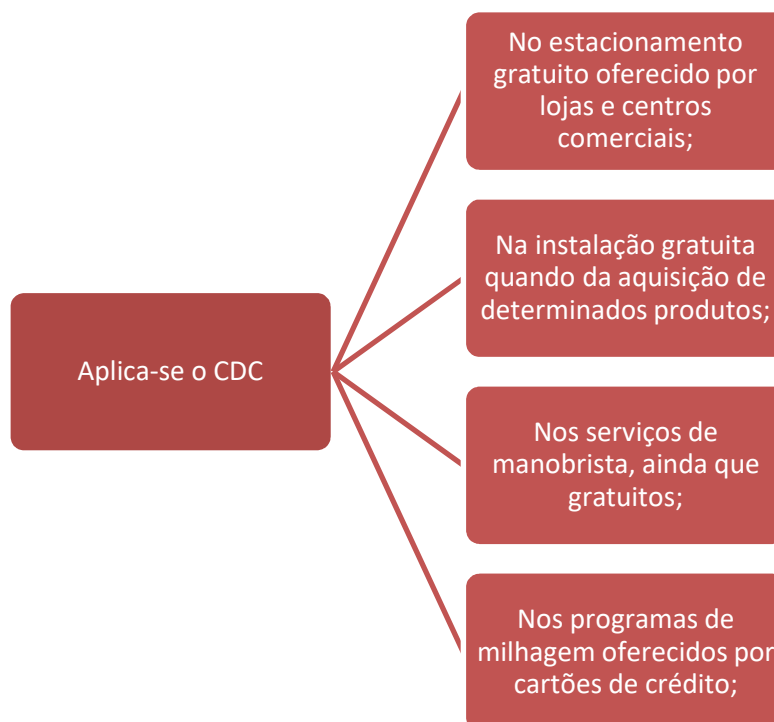 No estacionamento
gratuito oferecido por
lojas e centros
comerciais;
Na instalação gratuita
quando da aquisição de
determinados produtos;
Aplica-se o CDC
Nos serviços de
manobrista, ainda que
gratuitos;
Nos programas de
milhagem oferecidos por
cartões de crédito;